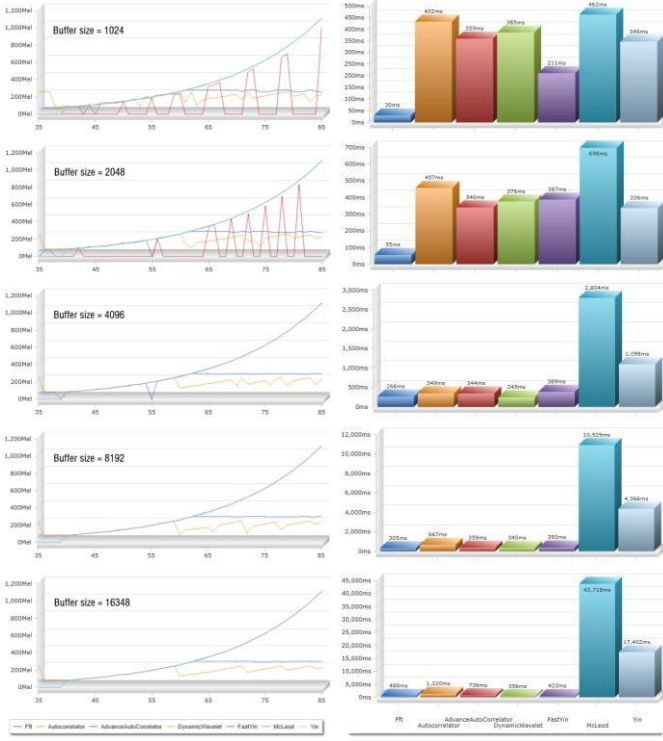 1,200Mel
1,000Mel
800Mel
600Mel
400Mel
200Mel
0Mel
Buffer size = 1024
35 45 55 65 75 85
500ms
450ms
400ms
350ms
300ms
250ms
200ms
150ms
100ms
50ms
0ms
30ms 432ms 359ms 385ms 211ms 462ms 346ms
1,200Mel
1,000Mel
800Mel
600Mel
400Mel
200Mel
0Mel
Buffer size = 2048
35 45 55 65 75 85
700ms
600ms
500ms
400ms
300ms
200ms
100ms
0ms
55ms 457ms 340ms 376ms 387ms 698ms 336ms
1,200Mel
1,000Mel
800Mel
600Mel
400Mel
200Mel
0Mel
Buffer size = 4096
35 45 55 65 75 85
3,000ms
2,500ms
2,000ms
1,500ms
1,000ms
500ms
0ms
266ms 349ms 344ms 245ms 389ms 2,804ms 1,098ms
1,200Mel
1,000Mel
800Mel
600Mel
400Mel
200Mel
0Mel
Buffer size = 8192
35 45 55 65 75 85
12,000ms
10,000ms
8,000ms
6,000ms
4,000ms
2,000ms
0ms
305ms 667ms 359ms 340ms 393ms 10,929ms 4,366ms
1,200Mel
1,000Mel
800Mel
600Mel
400Mel
200Mel
0Mel
Buffer size = 16348
35 45 55 65 75 85
45,000ms
40,000ms
35,000ms
30,000ms
25,000ms
20,000ms
15,000ms
10,000ms
5,000ms
0ms
488ms 1,320ms 736ms 396ms 433ms 43,718ms 17,402ms
Fft Autocorrelator AdvanceAutoCorrelator DynamicWavelet FastYin McLeod Yin
Fft AdvanceAutoCorrelator FastYin Yin
Autocorrelator DynamicWavelet McLeod